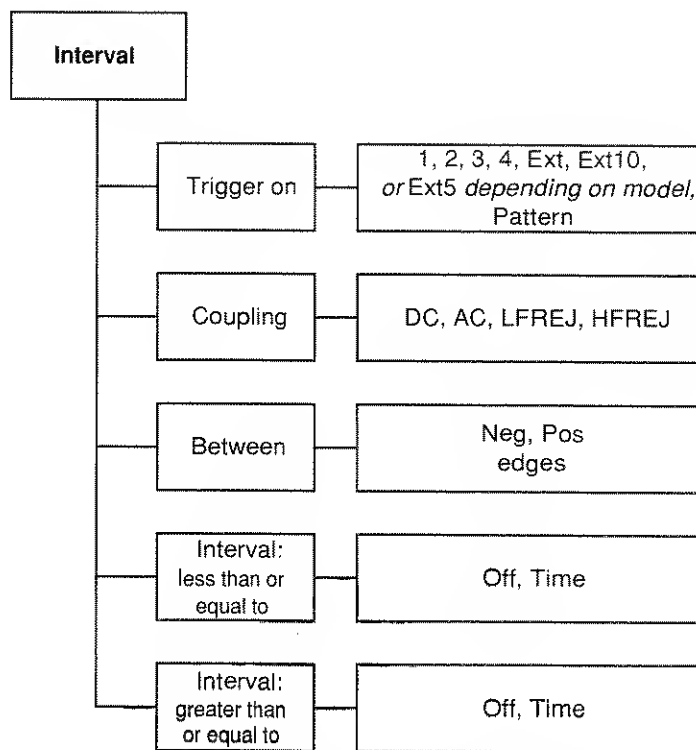 Interval
Trigger on
1, 2, 3, 4, Ext, Ext10,
or Ext5 depending on model,
Pattern
Coupling
DC, AC, LFREJ, HFREJ
Between
Neg, Pos
edges
Interval:
less than or
equal to
Off, Time
Interval:
greater than
or equal to
Off, Time